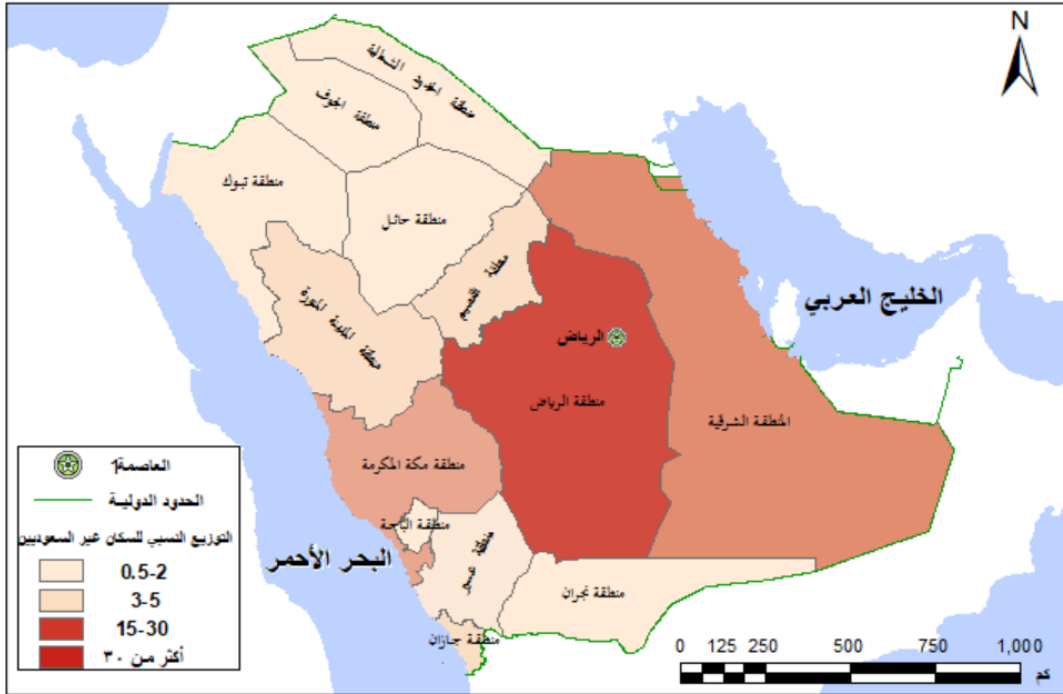 N
منطقة الحدود الشمالية
منطقة الجوف
منطقة تبوك
منطقة حائل
منطقة القصيم
منطقة المدينة المنورة
الخليج العربي
الرياض
منطقة الرياض
المنطقة الشرقية
منطقة مكة المكرمة
منطقة الباحة
البحر الأحمر
منطقة عسير
منطقة نجران
منطقة جازان
العاصمة1
الحدود الدولية
التوزيع النسبي للسكان غير السعوديين
0.5-2
3-5
15-30
أكثر من ٣٠
0 125 250 500 750 1,000
كم